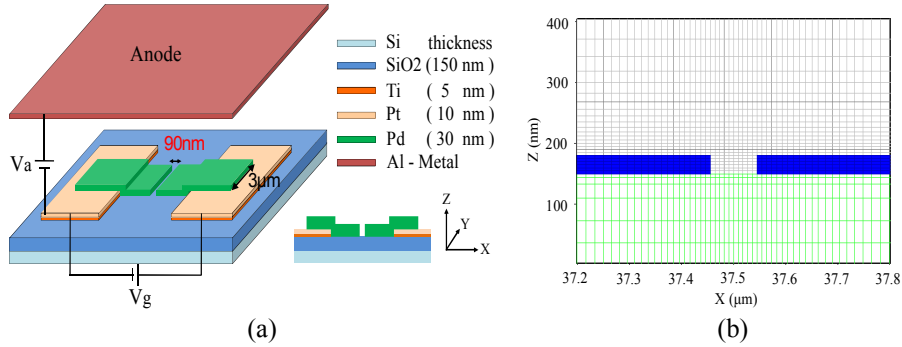 Anode
Si thickness
SiO2 (150 nm )
Ti ( 5 nm )
Pt ( 10 nm )
Pd ( 30 nm )
Al - Metal
90nm
Va
3μm
Z
Y
X
Vg
(a)
400
300
200
100
Z (nm)
37.2 37.3 37.4 37.5 37.6 37.7 37.8
X (μm)
(b)